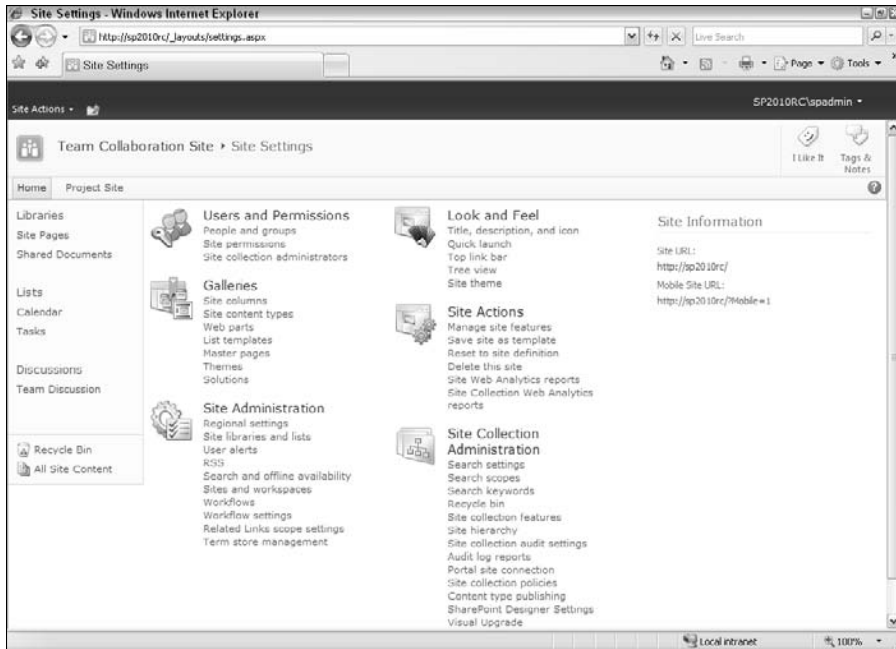 Site Settings - Windows Internet Explorer
http://sp2010rc/_layouts/settings.aspx
Live Search
Site Settings
Page
Tools
Site Actions
SP2010RC\spadmin
Team Collaboration Site ▸ Site Settings
I Like It
Tags &
Notes
Home
Project Site
Libraries
Site Pages
Shared Documents
Lists
Calendar
Tasks
Discussions
Team Discussion
Recycle Bin
All Site Content
Users and Permissions
People and groups
Site permissions
Site collection administrators
Galleries
Site columns
Site content types
Web parts
List templates
Master pages
Themes
Solutions
Site Administration
Regional settings
Site libraries and lists
User alerts
RSS
Search and offline availability
Sites and workspaces
Workflows
Workflow settings
Related Links scope settings
Term store management
Look and Feel
Title, description, and icon
Quick launch
Top link bar
Tree view
Site theme
Site Actions
Manage site features
Save site as template
Reset to site definition
Delete this site
Site Web Analytics reports
Site Collection Web Analytics
reports
Site Collection
Administration
Search settings
Search scopes
Search keywords
Recycle bin
Site collection features
Site hierarchy
Site collection audit settings
Audit log reports
Portal site connection
Site collection policies
Content type publishing
SharePoint Designer Settings
Visual Upgrade
Site Information
Site URL:
http://sp2010rc/
Mobile Site URL:
http://sp2010rc/?Mobile=1
Local intranet
100%